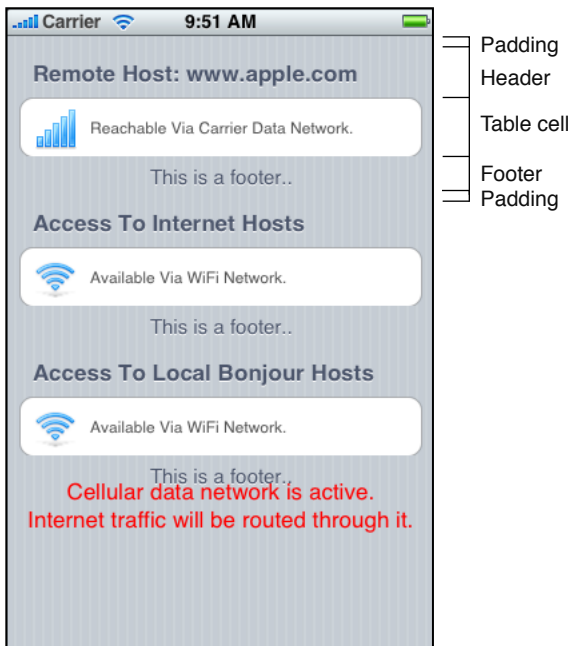 Carrier 9:51 AM
Remote Host: www.apple.com
Reachable Via Carrier Data Network.
This is a footer..
Access To Internet Hosts
Available Via WiFi Network.
This is a footer..
Access To Local Bonjour Hosts
Available Via WiFi Network.
This is a footer..
Cellular data network is active.
Internet traffic will be routed through it.
Padding
Header
Table cell
Footer
Padding